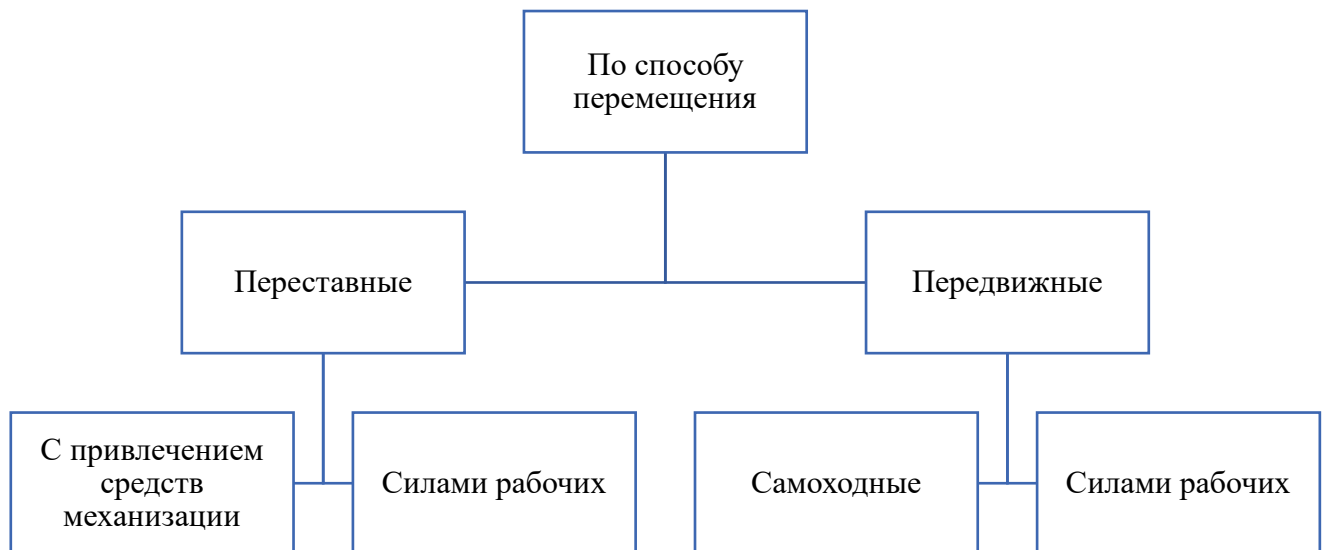 По способу
перемещения
Переставные
Передвижные
С привлечением
средств
механизации
Силами рабочих
Самоходные
Силами рабочих